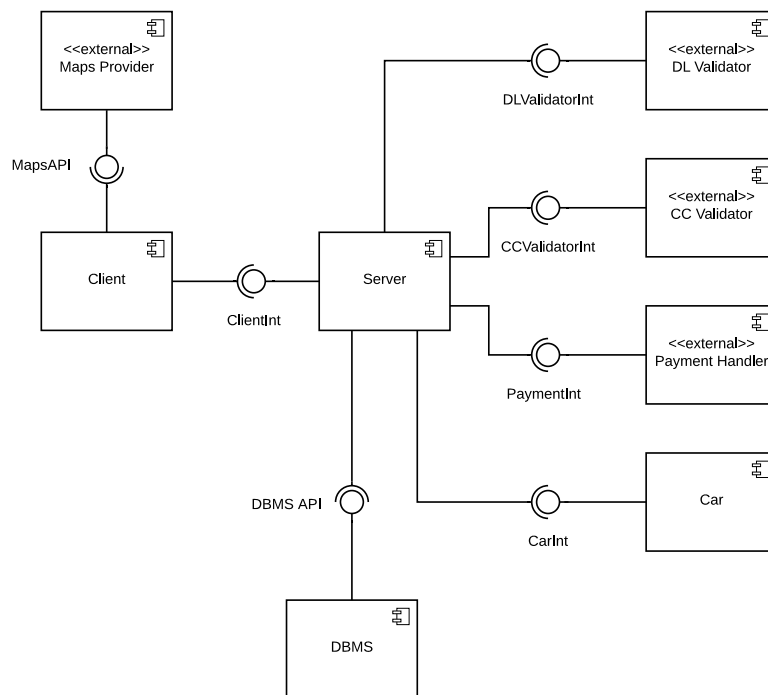 <<external>>
Maps Provider
<<external>>
DL Validator
DLValidatorInt
MapsAPI
<<external>>
CC Validator
CCValidatorInt
Client
Server
ClientInt
<<external>>
Payment Handler
PaymentInt
DBMS API
Car
CarInt
DBMS